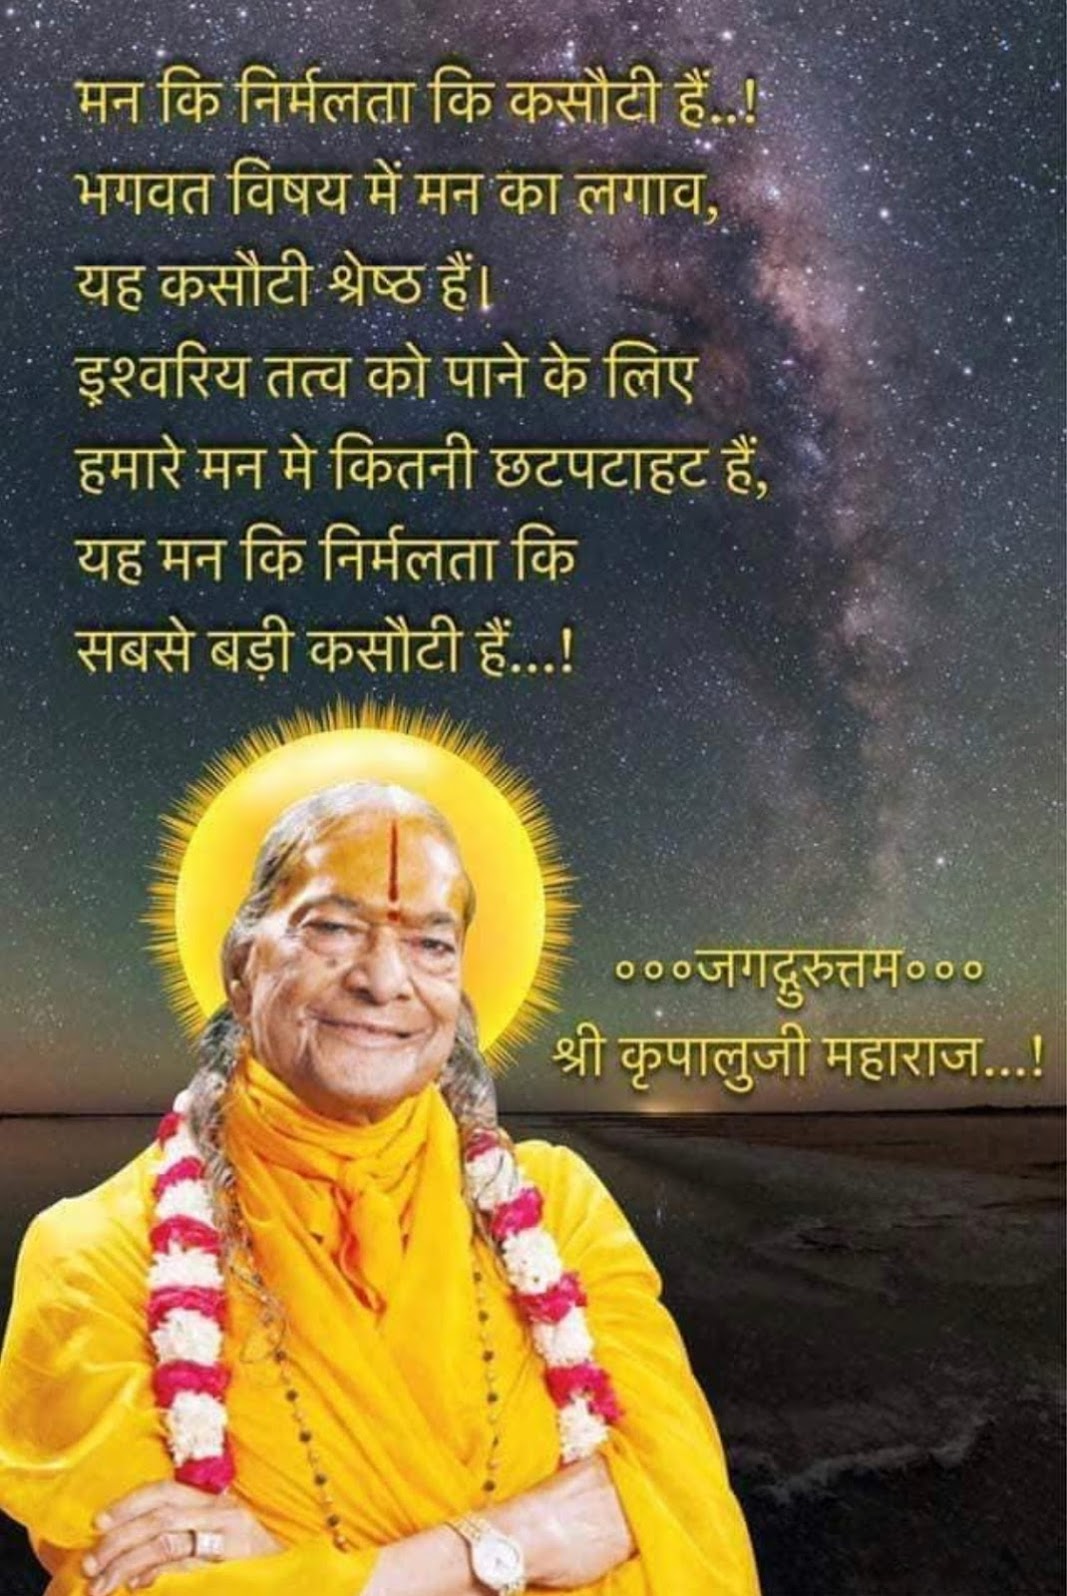 मन कि निर्मलता कि कसौटी हैं..!
भगवत विषय में मन का लगाव,
यह कसौटी श्रेष्ठ हैं।
इश्वरिय तत्व को पाने के लिए
हमारे मन मे कितनी छटपटाहट हैं,
यह मन कि निर्मलता कि
सबसे बड़ी कसौटी हैं...!
०००जगद्गुरुत्तम०००
श्री कृपालुजी महाराज...!